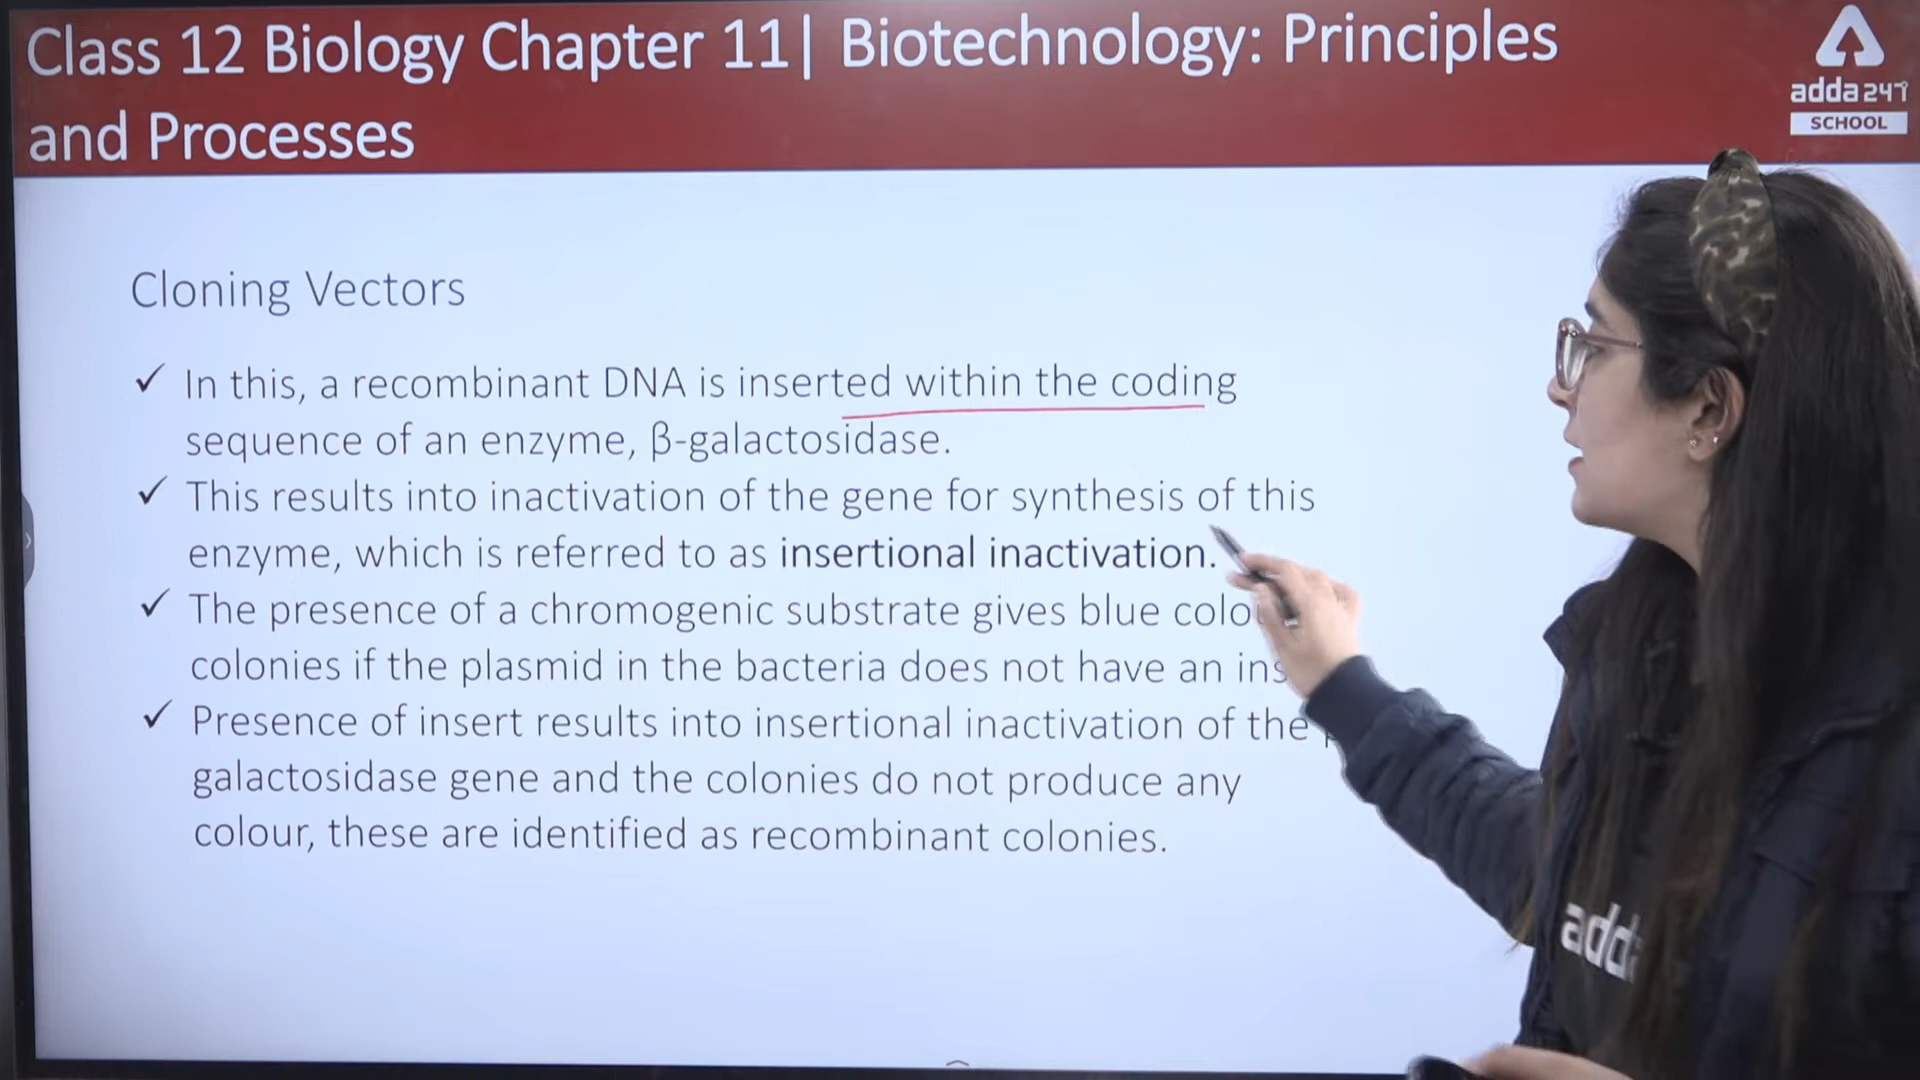 Class 12 Biology Chapter 11| Biotechnology: Principles
and Processes
adda247
SCHOOL
Cloning Vectors
✓ In this, a recombinant DNA is inserted within the coding
sequence of an enzyme, β-galactosidase.
✓ This results into inactivation of the gene for synthesis of this
enzyme, which is referred to as insertional inactivation.
✓ The presence of a chromogenic substrate gives blue
colonies if the plasmid in the bacteria does not have an
✓ Presence of insert results into insertional inactivation of the
galactosidase gene and the colonies do not produce any
colour, these are identified as recombinant colonies.
adda